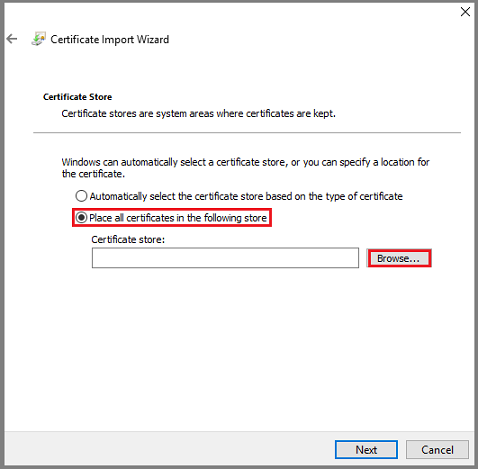 Certificate Import Wizard
Certificate Store
Certificate stores are system areas where certificates are kept.
Windows can automatically select a certificate store, or you can specify a location for
the certificate.
Automatically select the certificate store based on the type of certificate
Place all certificates in the following store
Certificate store:
Browse...
Next
Cancel